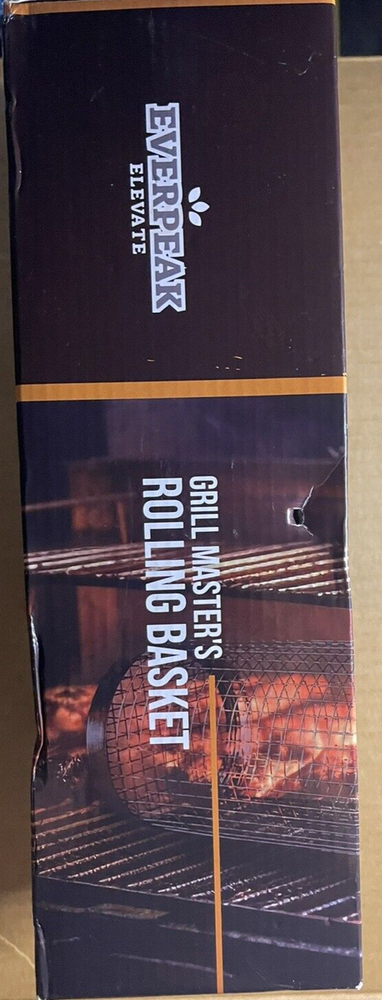 EVERPEAK
ELEVATE
GRILL MASTER'S
ROLLING BASKET